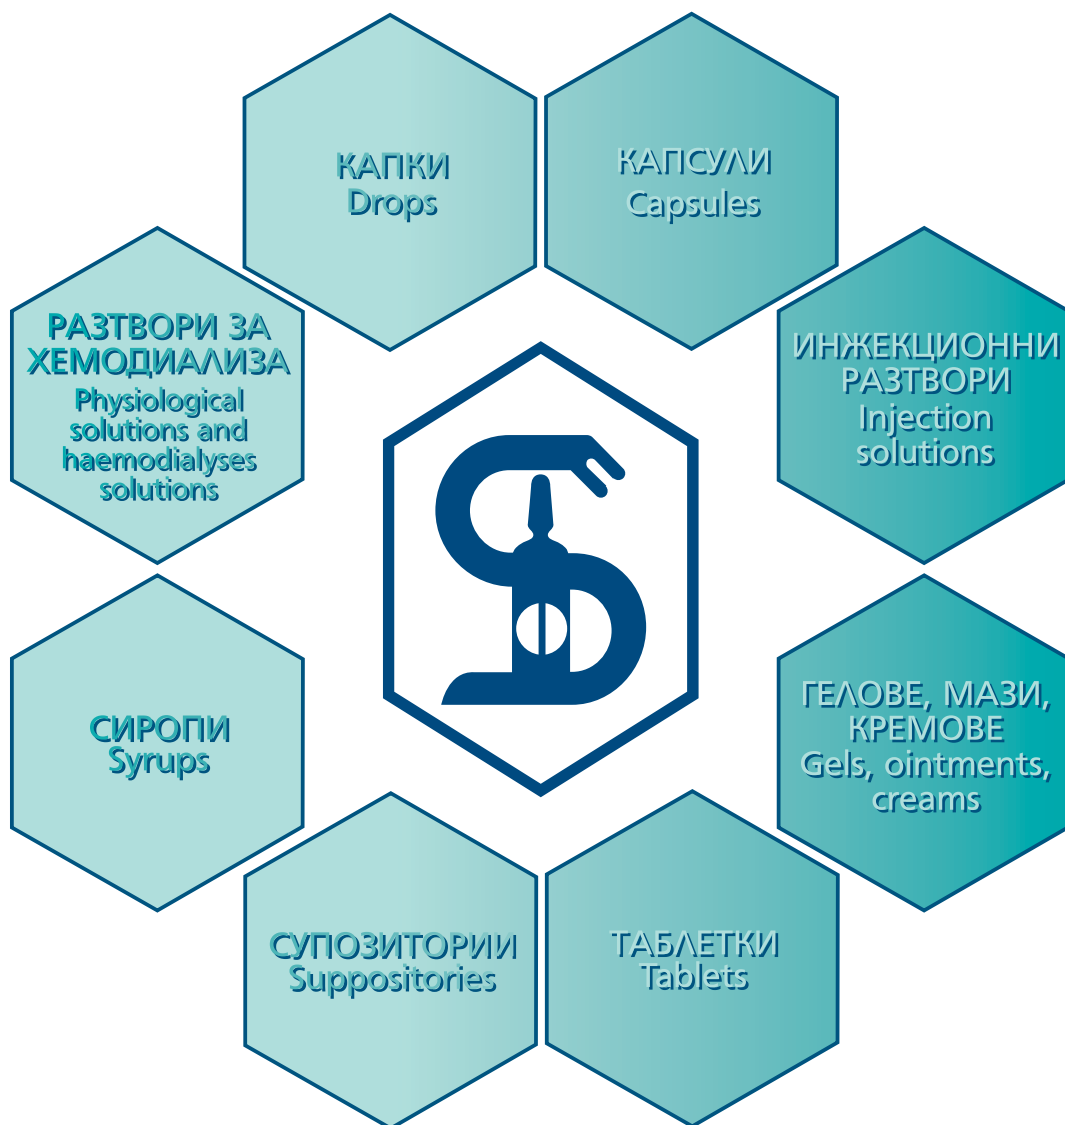 КАПКИ
Drops
КАПСУЛИ
Capsules
РАЗТВОРИ ЗА
ХЕМОДИАЛИЗА
Physiological
solutions and
haemodialyses
solutions
ИНЖЕКЦИОННИ
РАЗТВОРИ
Injection
solutions
СИРОПИ
Syrups
ГЕЛОВЕ, МАЗИ,
КРЕМОВЕ
Gels, ointments,
creams
СУПОЗИТОРИИ
Suppositories
ТАБЛЕТКИ
Tablets